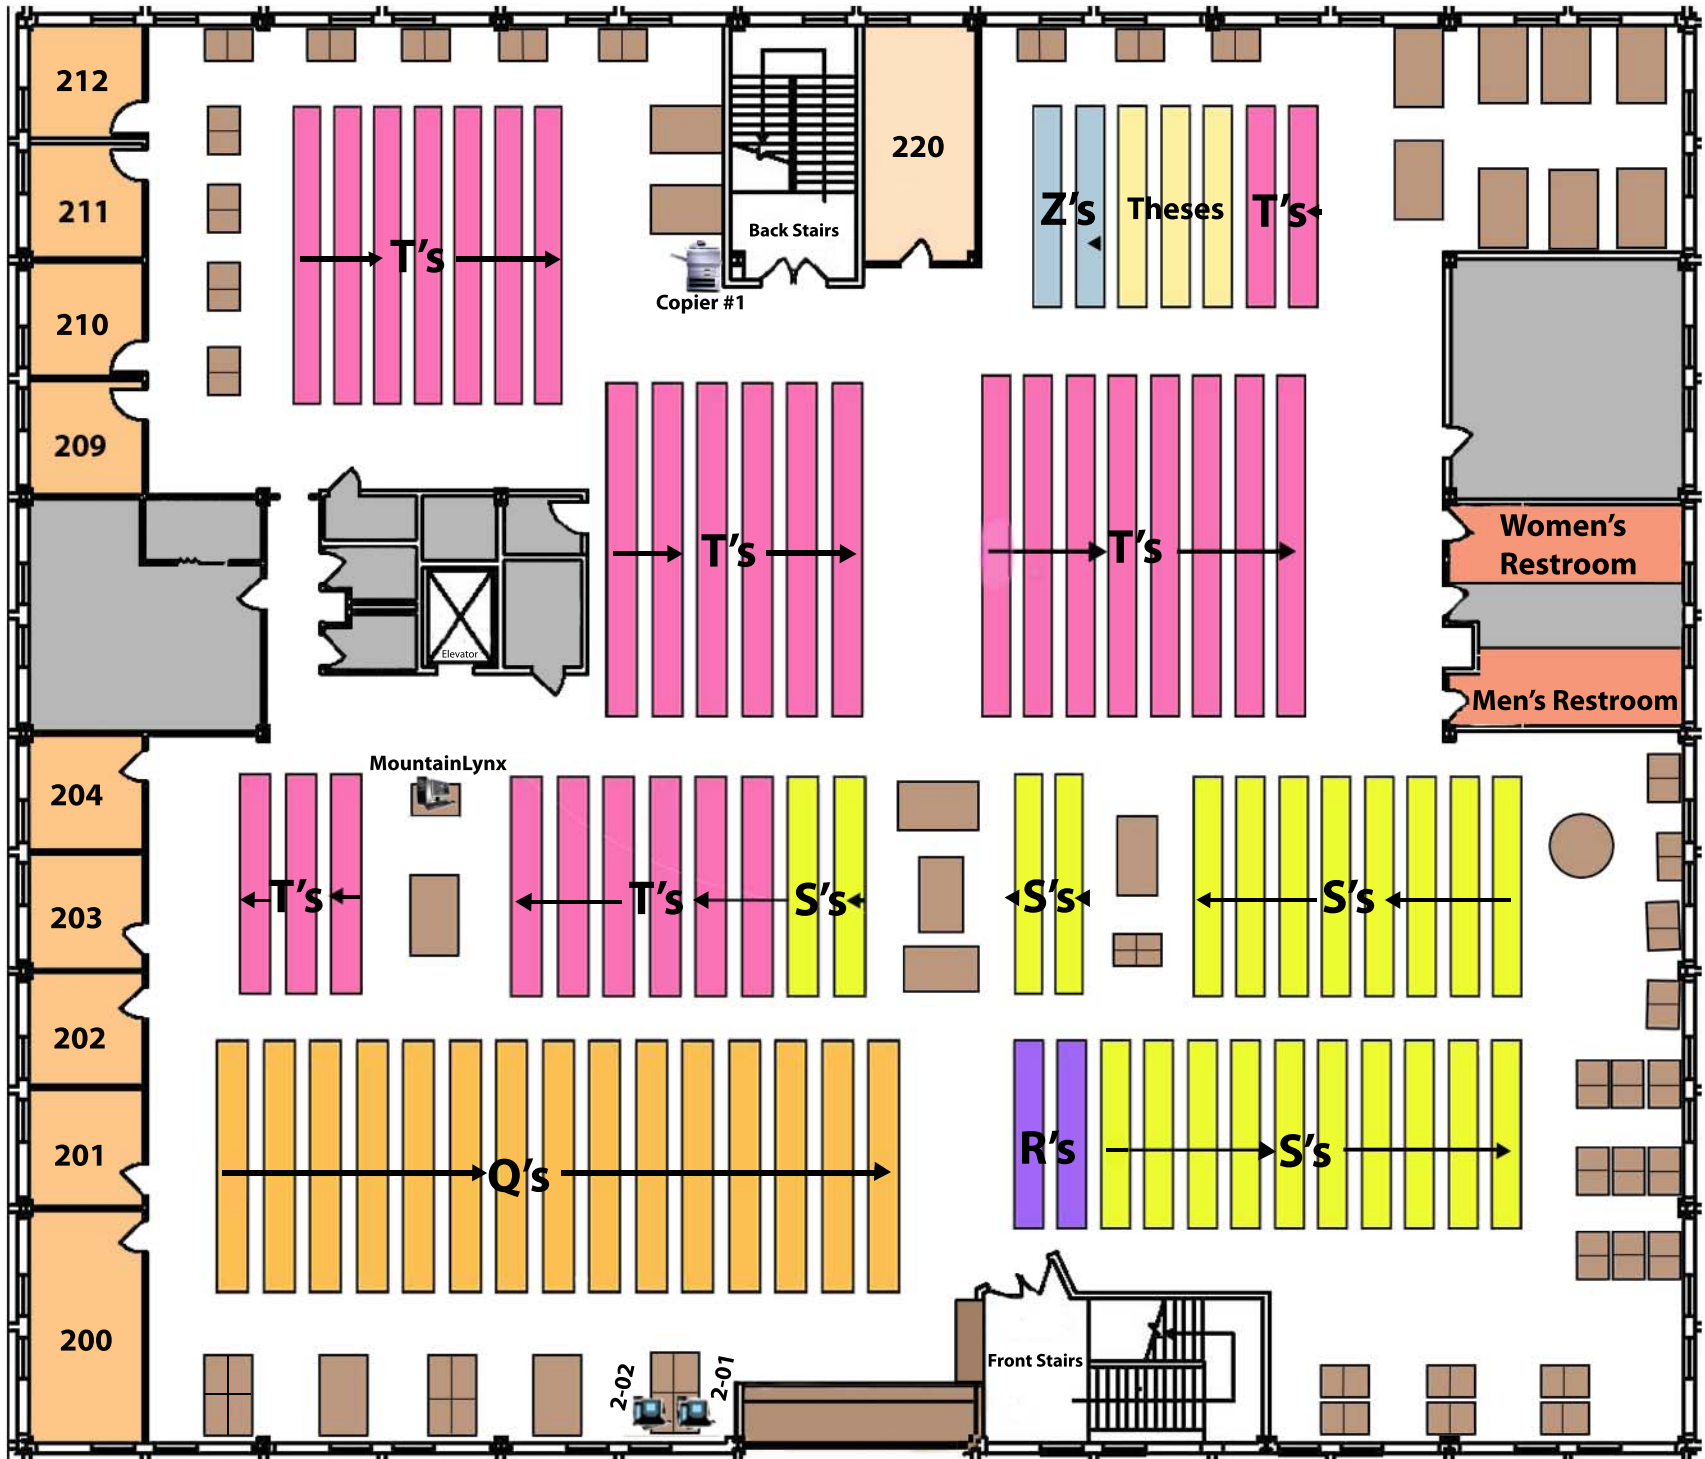 212
211
210
209
T's
Copier #1
Back Stairs
220
Z's
Theses
T's
T's
T's
Elevator
Women's
Restroom
Men's Restroom
204
203
202
201
200
MountainLynx
T's
T's
S's
S's
S's
Q's
R's
S's
2-02
2-01
Front Stairs